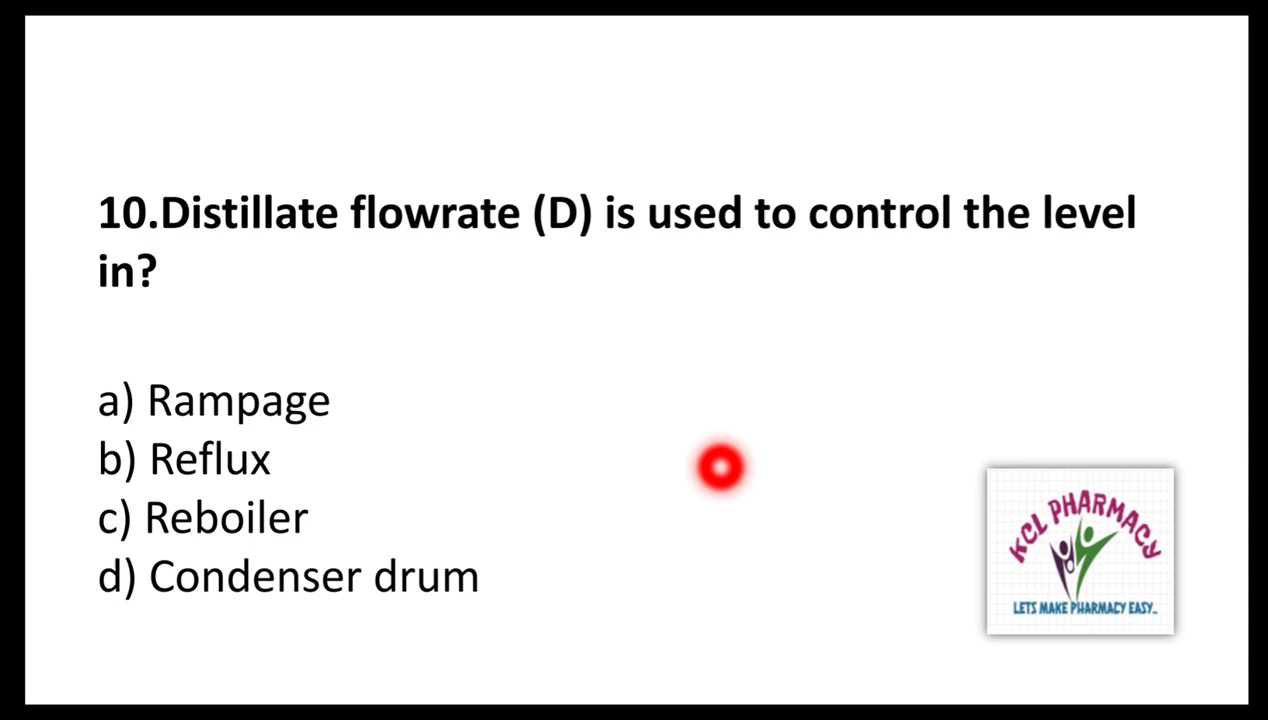 10.Distillate flowrate (D) is used to control the level
in?
a) Rampage
b) Reflux
c) Reboiler
d) Condenser drum
KCL PHARMACY
LETS MAKE PHARMACY EASY..